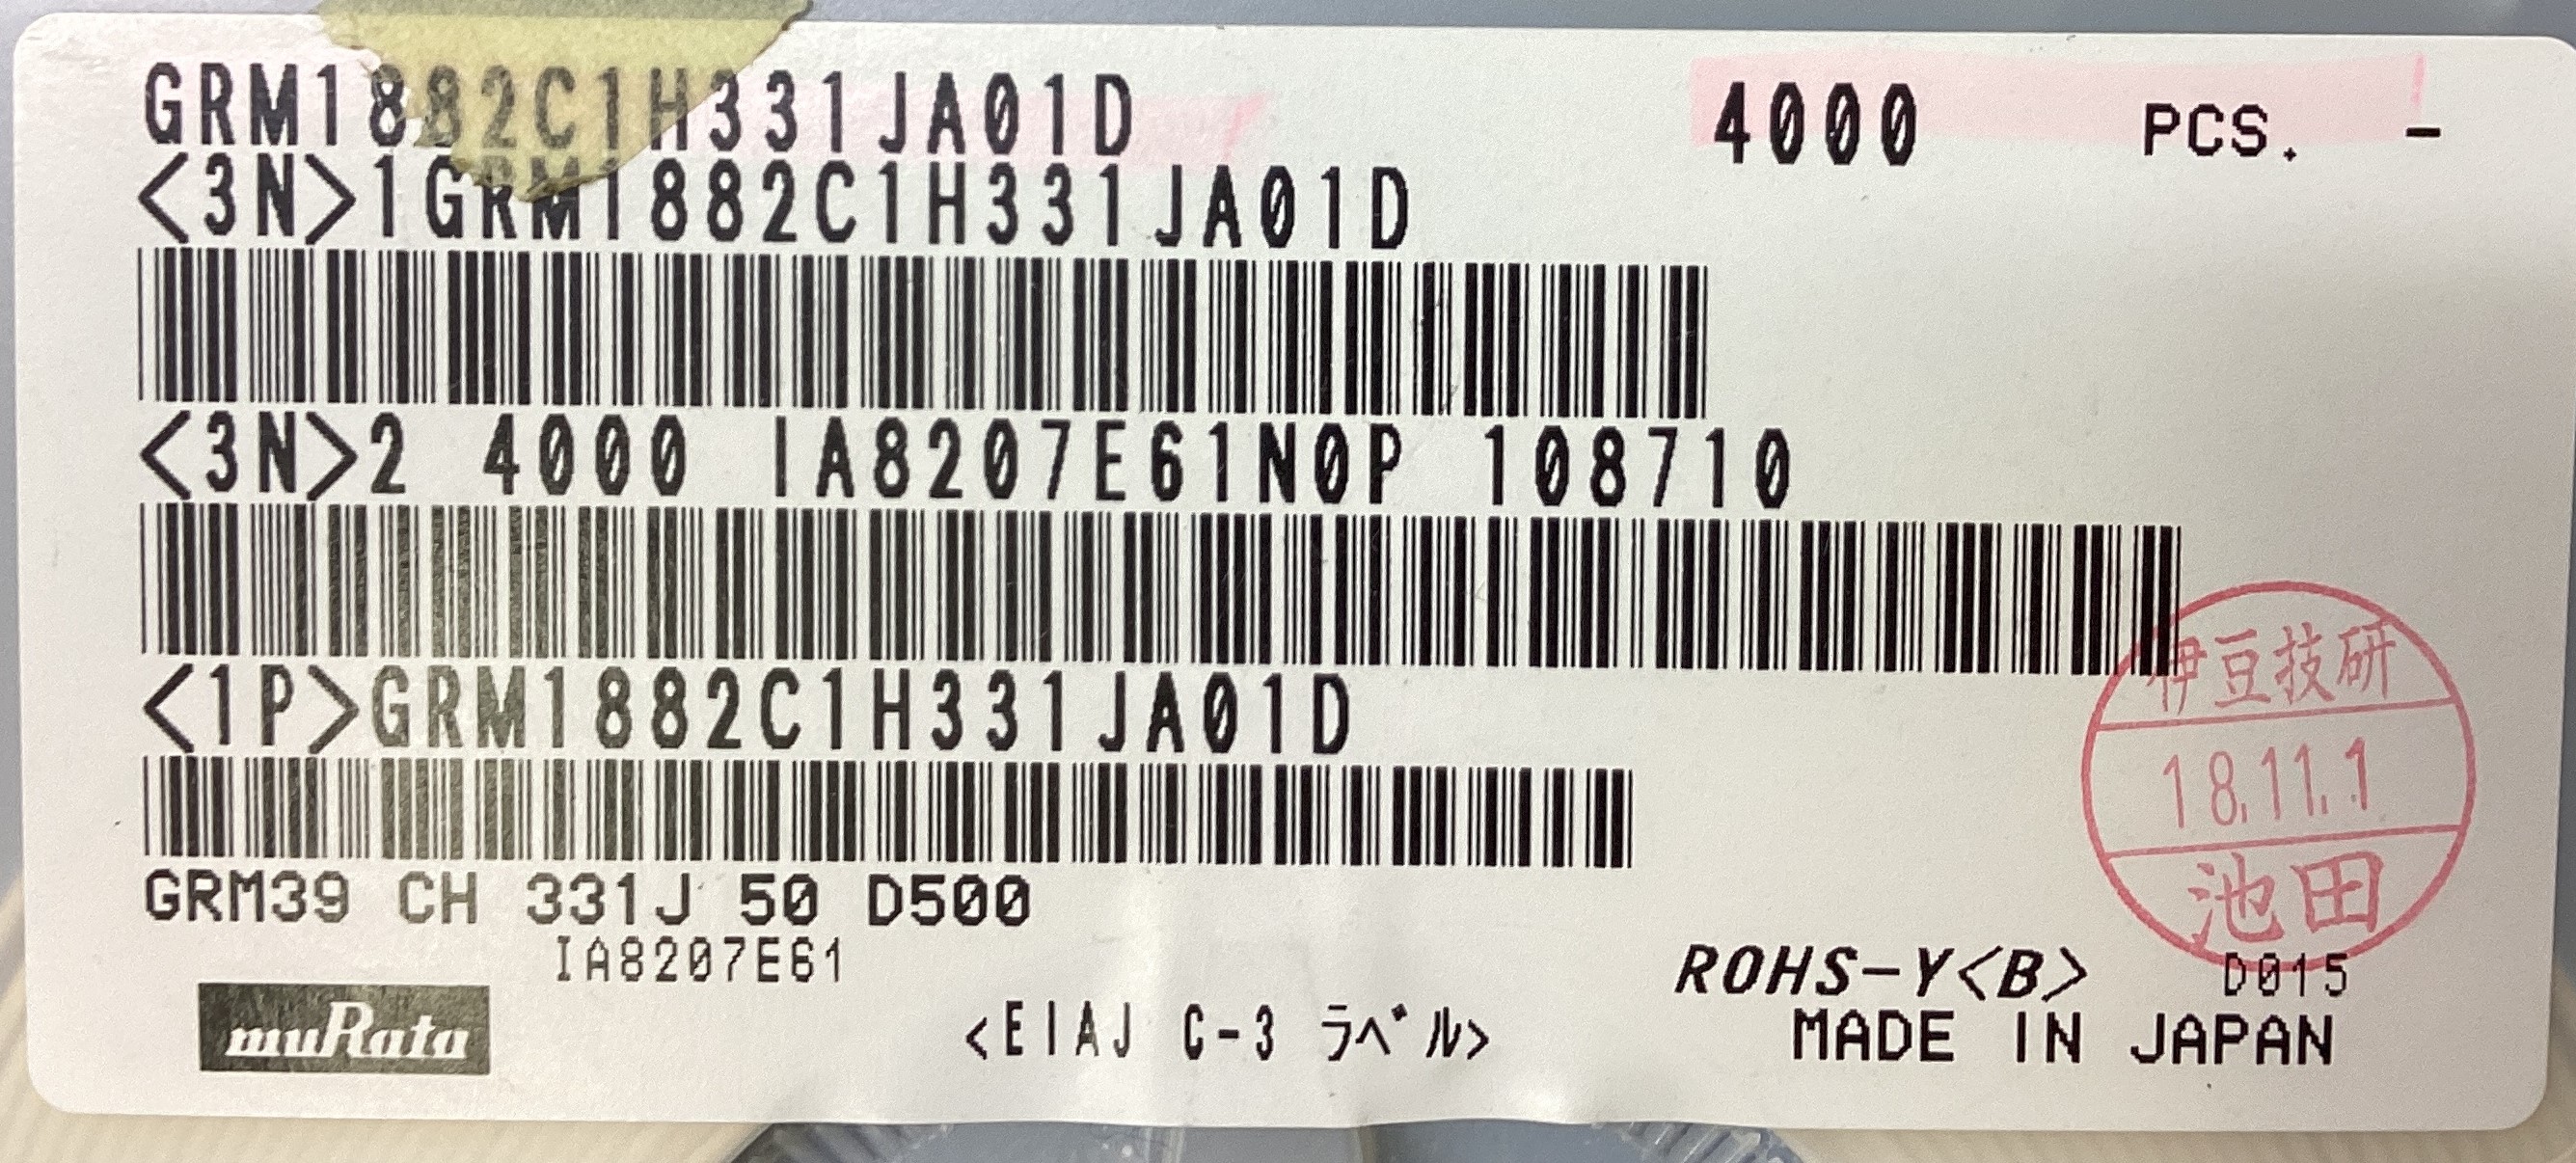 GRM1882C1H331JA01D 4000 PCS. -
<3N>1GRM1882C1H331JA01D
<3N>2 4000 IA8207E61N0P 108710
<1P>GRM1882C1H331JA01D
GRM39 CH 331J 50 D500
IA8207E61
muRata
<EIAJ C-3 ラベル>
伊豆技研
18.11.1
池田
ROHS-Y<B> D015
MADE IN JAPAN